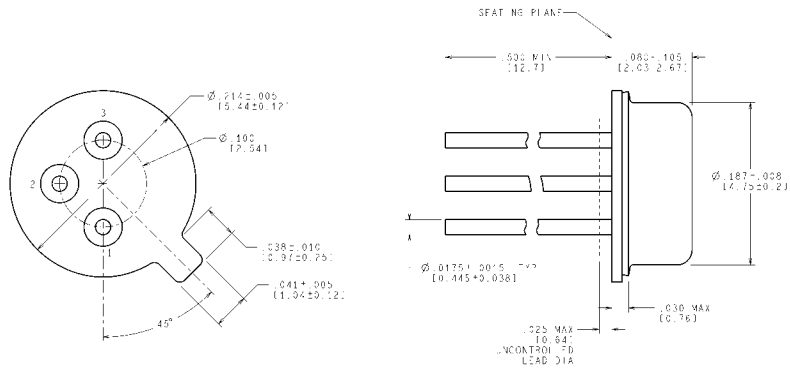 SEATING PLANE
.500 MIN
[12.7]
.080-.105
[2.03-2.67]
Ø.214±.005
[5.44±0.12]
3
Ø.100
[2.54]
2
1
Ø.187±.008
[4.75±0.2]
.038±.010
[0.97±0.25]
.041±.005
[1.04±0.12]
45°
Ø.0175±.0015 TYP
[0.445±0.038]
.030 MAX
[0.76]
.025 MAX
[0.64]
UNCONTROLLED
LEAD DIA